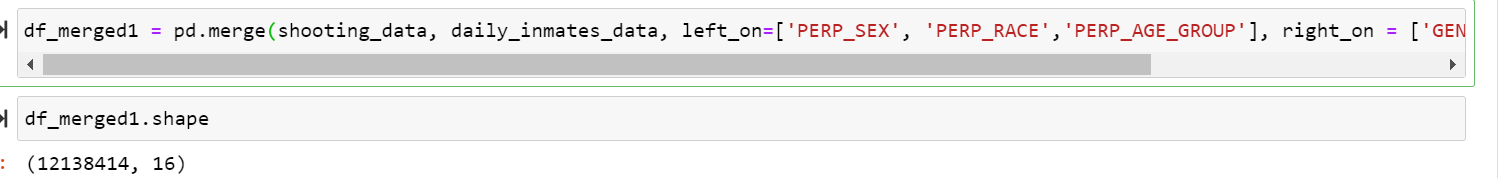 df_merged1 = pd.merge(shooting_data, daily_inmates_data, left_on=['PERP_SEX', 'PERP_RACE','PERP_AGE_GROUP'], right_on = ['GEN
df_merged1.shape
: (12138414, 16)